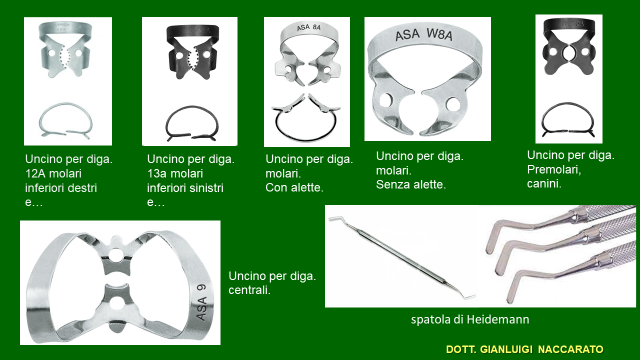 ASA 8A
ASA W8A
Uncino per diga.
12A molari
inferiori destri
e…
Uncino per diga.
13a molari
inferiori sinistri
e…
Uncino per diga.
molari.
Con alette.
Uncino per diga.
molari.
Senza alette.
Uncino per diga.
Premolari,
canini.
ASA 9
Uncino per diga.
centrali.
spatola di Heidemann
DOTT. GIANLUIGI NACCARATO